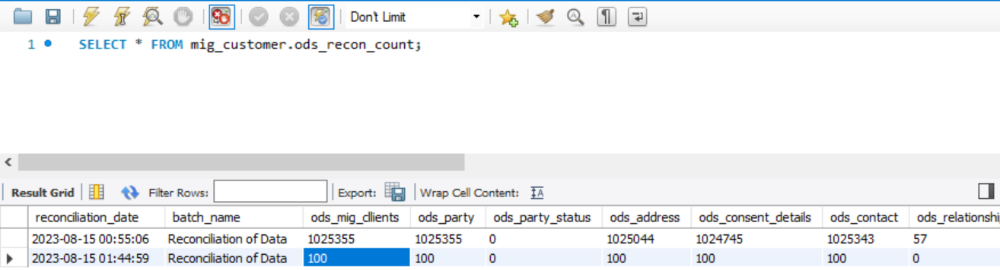 Don't Limit
1 SELECT * FROM mig_customer.ods_recon_count;
Result Grid Filter Rows: Export: Wrap Cell Content:
reconciliation_date batch_name ods_mig_cllients ods_party ods_party_status ods_address ods_consent_details ods_contact ods_relationshi
2023-08-15 00:55:06 Reconciliation of Data 1025355 1025355 0 1025044 1024745 1025343 57
2023-08-15 01:44:59 Reconciliation of Data 100 100 0 100 100 100 0